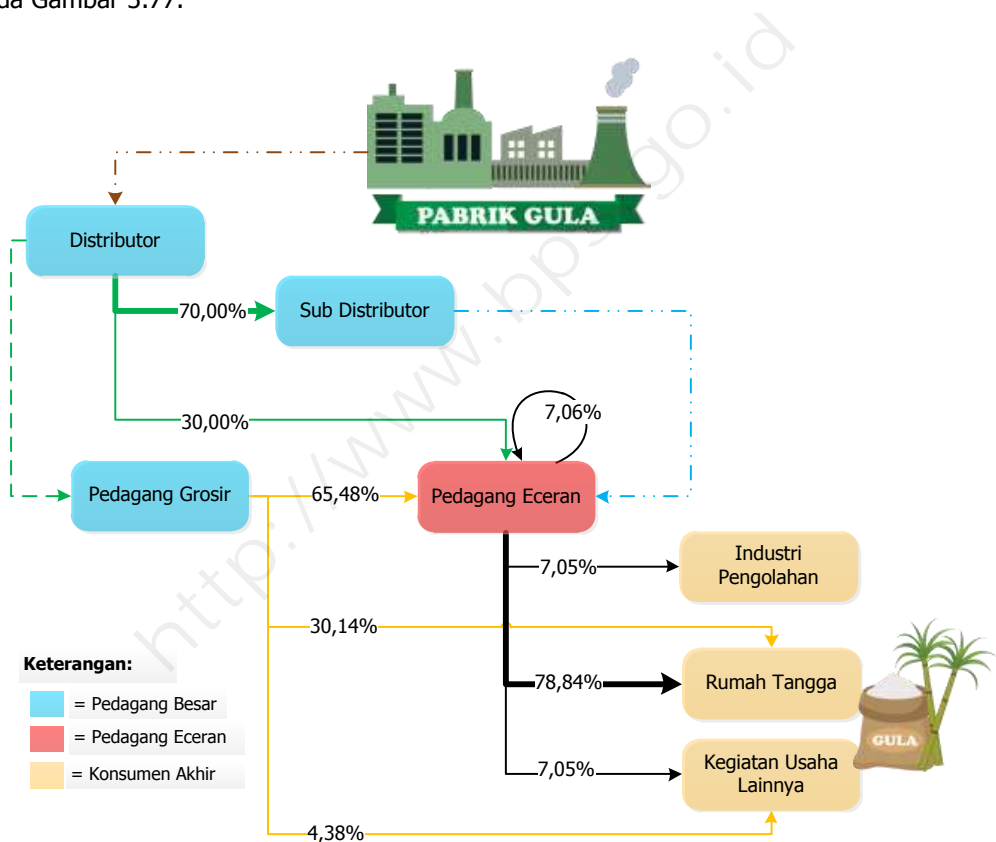 da Gambar 5.77.
PABRIK GULA
Distributor
70,00%
Sub Distributor
30,00%
7,06%
Pedagang Grosir
65,48%
Pedagang Eceran
7,05%
Industri
Pengolahan
30,14%
Keterangan:
78,84%
Rumah Tangga
= Pedagang Besar
= Pedagang Eceran
= Konsumen Akhir
GULA
7,05%
Kegiatan Usaha
Lainnya
4,38%
http://www.bps.go.id